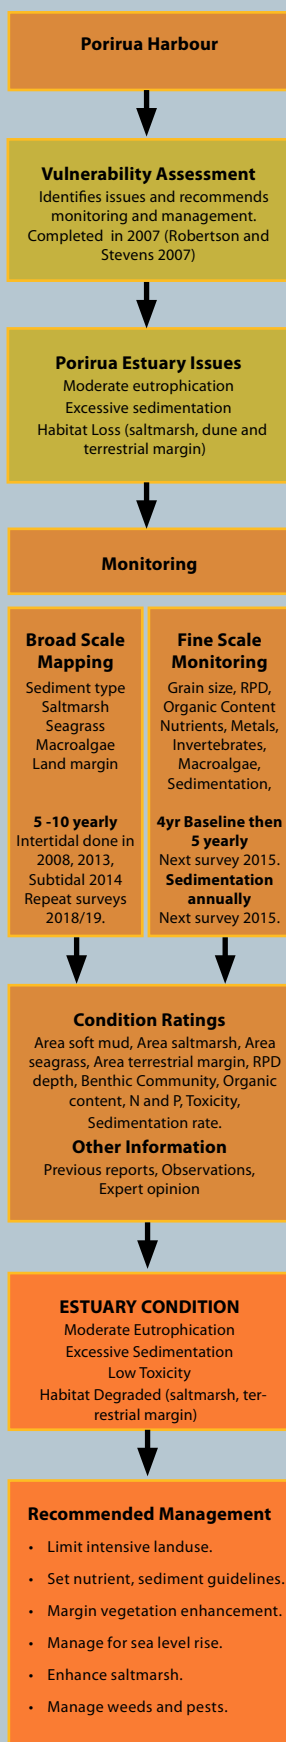 Porirua Harbour
Vulnerability Assessment
Identifies issues and recommends
monitoring and management.
Completed in 2007 (Robertson and
Stevens 2007)
Porirua Estuary Issues
Moderate eutrophication
Excessive sedimentation
Habitat Loss (saltmarsh, dune and
terrestrial margin)
Monitoring
Broad Scale
Mapping
Sediment type
Saltmarsh
Seagrass
Macroalgae
Land margin
5 -10 yearly
Intertidal done in
2008, 2013,
Subtidal 2014
Repeat surveys
2018/19.
Fine Scale
Monitoring
Grain size, RPD,
Organic Content
Nutrients, Metals,
Invertebrates,
Macroalgae,
Sedimentation,
4yr Baseline then
5 yearly
Next survey 2015.
Sedimentation
annually
Next survey 2015.
Condition Ratings
Area soft mud, Area saltmarsh, Area
seagrass, Area terrestrial margin, RPD
depth, Benthic Community, Organic
content, N and P, Toxicity,
Sedimentation rate.
Other Information
Previous reports, Observations,
Expert opinion
ESTUARY CONDITION
Moderate Eutrophication
Excessive Sedimentation
Low Toxicity
Habitat Degraded (saltmarsh, ter-
restrial margin)
Recommended Management
• Limit intensive landuse.
• Set nutrient, sediment guidelines.
• Margin vegetation enhancement.
• Manage for sea level rise.
• Enhance saltmarsh.
• Manage weeds and pests.